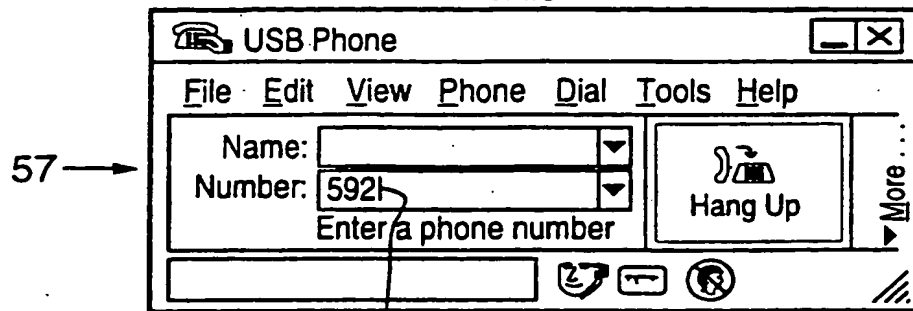 USB Phone
File Edit View Phone Dial Tools Help
Name:
57
Number: 592
Enter a phone number
Hang Up
More...